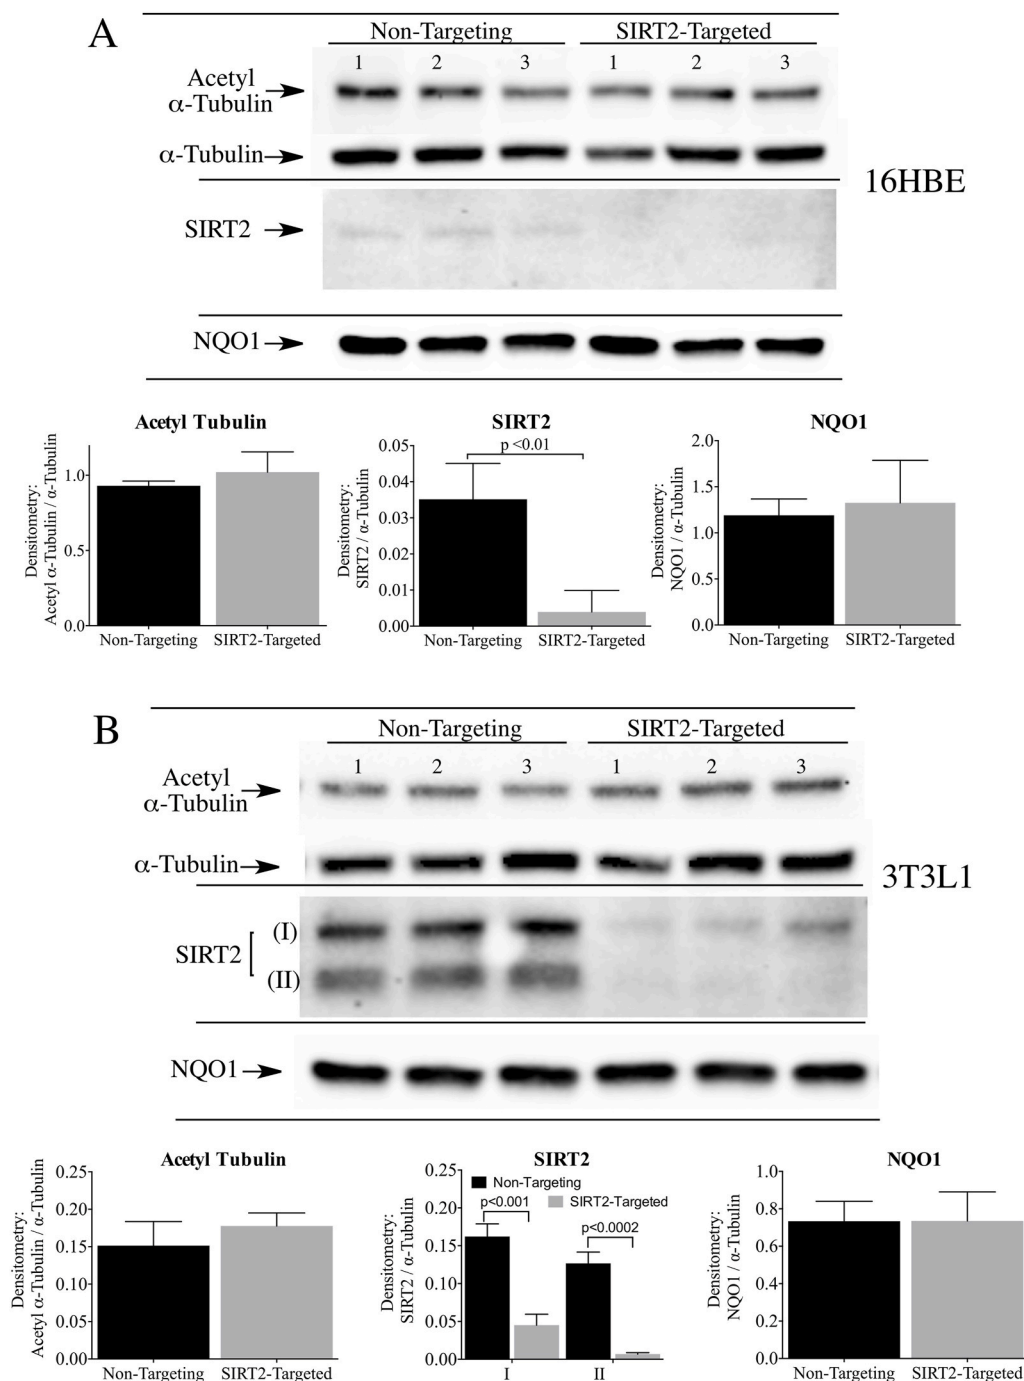 A
Non-Targeting SIRT2-Targeted
1 2 3 1 2 3
Acetyl
α-Tubulin
α-Tubulin
16HBE
SIRT2
NQO1
Acetyl Tubulin
Densitometry:
Acetyl α-Tubulin / α-Tubulin
1.0
0.5
0.0
Non-Targeting SIRT2-Targeted
SIRT2
Densitometry:
SIRT2 / α-Tubulin
0.05
0.04
0.03
0.02
0.01
0.00
p <0.01
Non-Targeting SIRT2-Targeted
NQO1
Densitometry:
NQO1 / α-Tubulin
2.0
1.5
1.0
0.5
0.0
Non-Targeting SIRT2-Targeted
B
Non-Targeting SIRT2-Targeted
1 2 3 1 2 3
Acetyl
α-Tubulin
α-Tubulin
3T3L1
SIRT2
(I)
(II)
NQO1
Acetyl Tubulin
Densitometry:
Acetyl α-Tubulin / α-Tubulin
0.25
0.20
0.15
0.10
0.05
0.00
Non-Targeting SIRT2-Targeted
SIRT2
Densitometry:
SIRT2 / α-Tubulin
0.25
0.20
0.15
0.10
0.05
0.00
Non-Targeting
SIRT2-Targeted
p<0.001
p<0.0002
I II
NQO1
Densitometry:
NQO1 / α-Tubulin
1.0
0.8
0.6
0.4
0.2
0.0
Non-Targeting SIRT2-Targeted